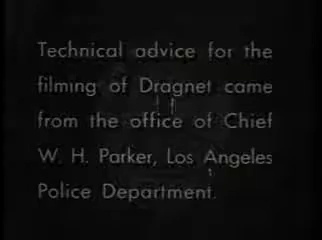 Technical advice for the
filming of Dragnet came
from the office of Chief
W. H. Parker, Los Angeles
Police Department.